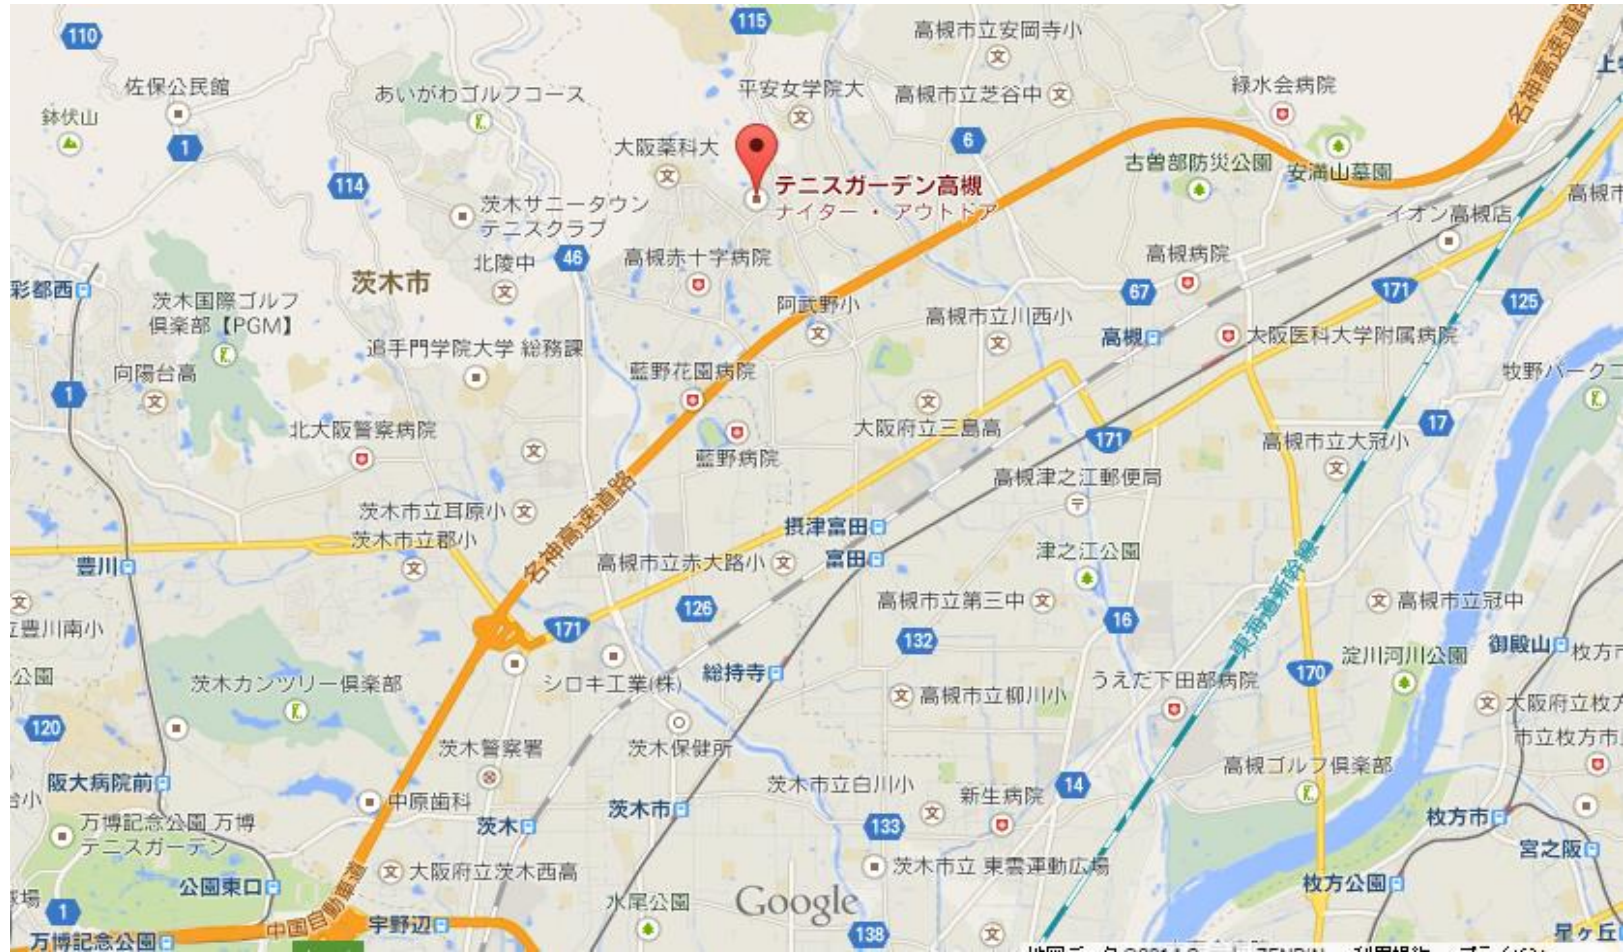 115
110
高槻市立安岡寺小
上牧
佐保公民館
あいがわゴルフコース
平安女学院大
高槻市立芝谷中
緑水会病院
名神高速道路
鉢伏山
1
大阪薬科大
6
古曽部防災公園
安満山墓園
114
テニスガーデン高槻
ナイター ・ アウトドア
茨木サニータウン
テニスクラブ
イオン高槻店
高槻市
北陵中
46
高槻赤十字病院
高槻病院
茨木市
彩都西
67
171
125
茨木国際ゴルフ
倶楽部【PGM】
阿武野小
高槻市立川西小
高槻
大阪医科大学附属病院
追手門学院大学 総務課
向陽台高
藍野花園病院
牧野パーク
1
北大阪警察病院
藍野病院
大阪府立三島高
171
高槻市立大冠小
17
高槻津之江郵便局
茨木市立耳原小
茨木市立郡小
名神高速道路
摂津富田
富田
津之江公園
豊川
高槻市立赤大路小
東海道新幹線
126
高槻市立第三中
高槻市立冠中
16
立豊川南小
171
132
御殿山
枚方市
公園
茨木カンツリー倶楽部
シロキ工業(株)
総持寺
高槻市立柳川小
うえだ下田部病院
170
淀川河川公園
大阪府立枚方
120
茨木警察署
茨木保健所
市立枚方市
阪大病院前
茨木市立白川小
高槻ゴルフ倶楽部
台小
中原歯科
茨木
茨木市
新生病院
14
万博記念公園 万博
テニスガーデン
133
枚方市
宮之阪
大阪府立茨木西高
茨木市立 東雲運動広場
公園東口
Google
枚方公園
場
1
中国自動車道
水尾公園
宇野辺
138
万博記念公園
星ヶ丘